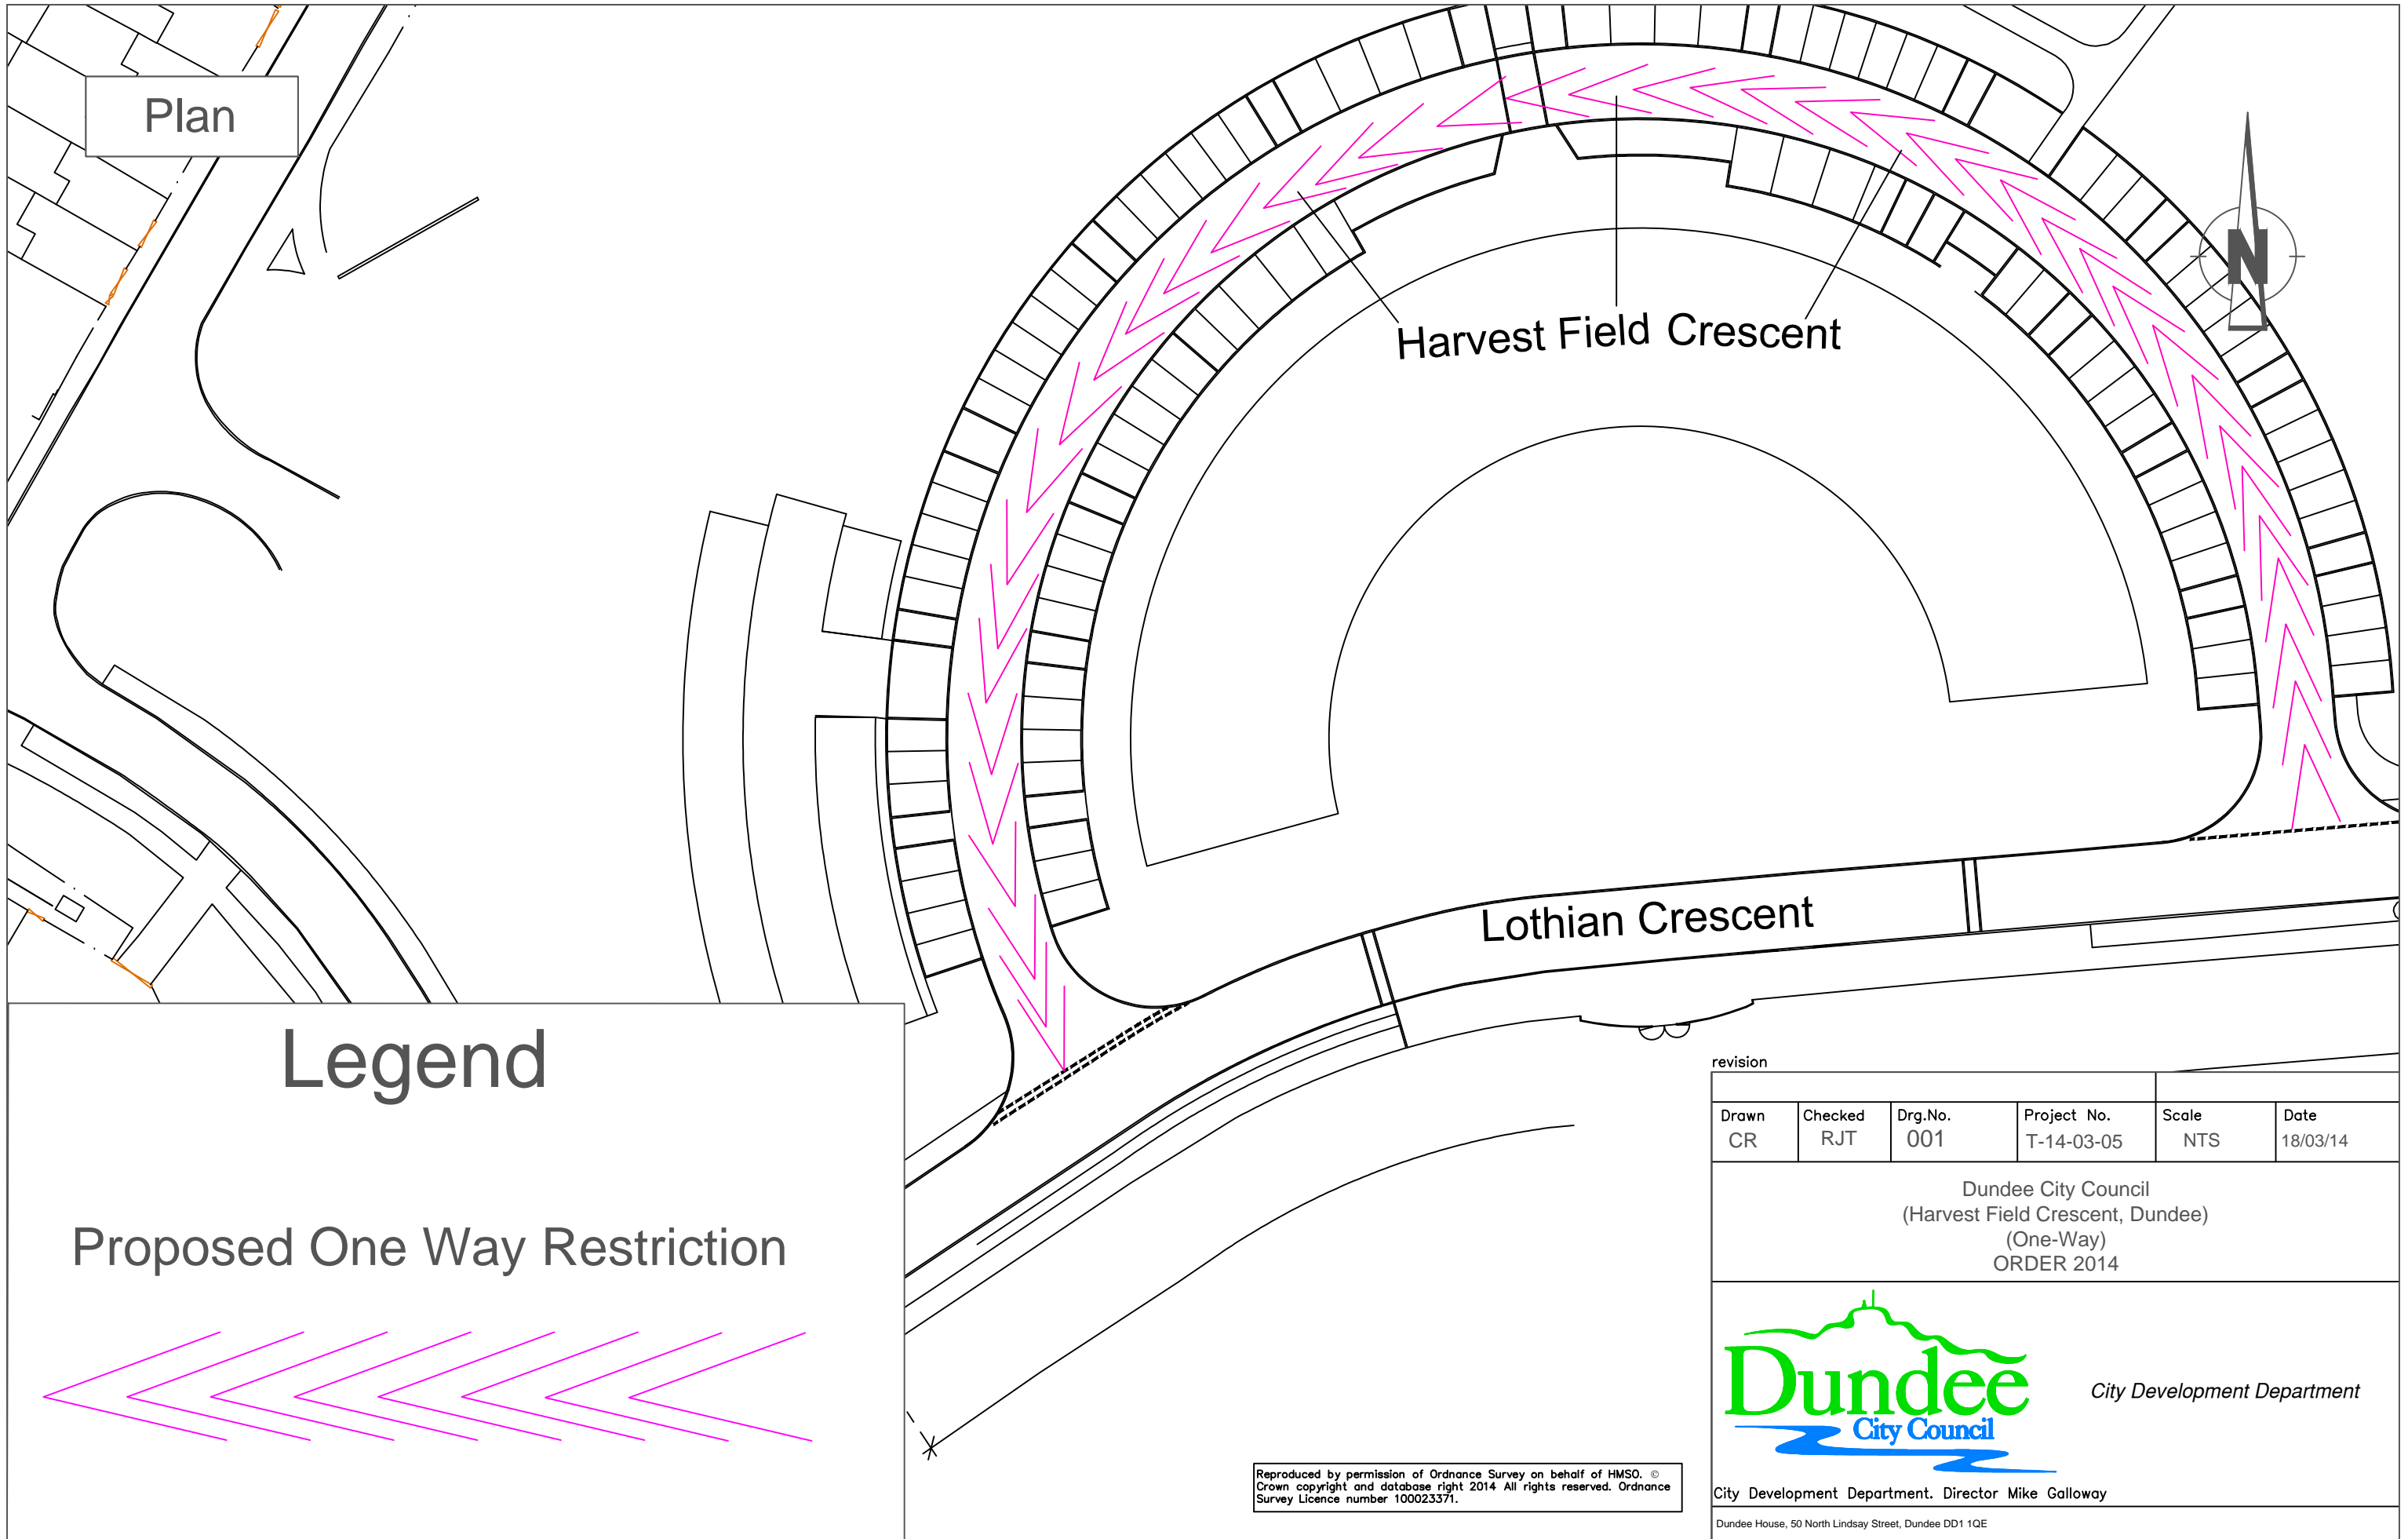 Plan
N
Harvest Field Crescent
Lothian Crescent
Legend
Proposed One Way Restriction
revision
Drawn Checked Drg.No. Project No. Scale Date
CR RJT 001 T-14-03-05 NTS 18/03/14
Dundee City Council
(Harvest Field Crescent, Dundee)
(One-Way)
ORDER 2014
Dundee
City Council
City Development Department
City Development Department. Director Mike Galloway
Dundee House, 50 North Lindsay Street, Dundee DD1 1QE
Reproduced by permission of Ordnance Survey on behalf of HMSO. ©
Crown copyright and database right 2014 All rights reserved. Ordnance
Survey Licence number 100023371.